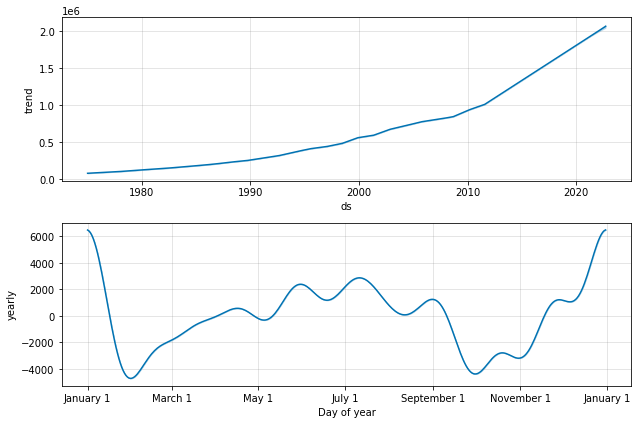 1e6
2.0
1.5
1.0
0.5
0.0
trend
1980 1990 2000 2010 2020
ds
6000
4000
2000
0
−2000
−4000
yearly
January 1 March 1 May 1 July 1 September 1 November 1 January 1
Day of year